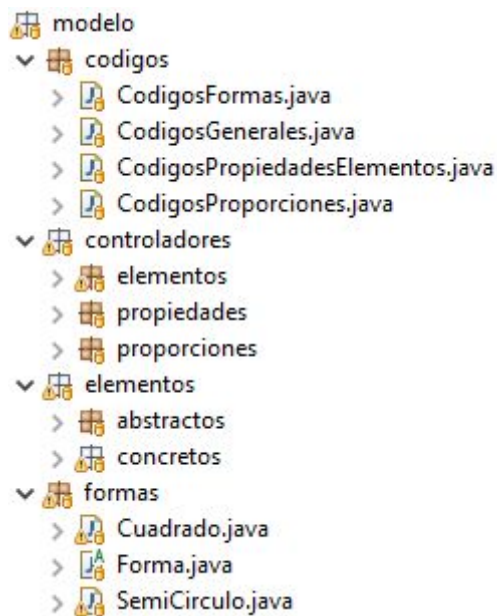 modelo
codigos
CodigosFormas.java
CodigosGenerales.java
CodigosPropiedadesElementos.java
CodigosProporciones.java
controladores
elementos
propiedades
proporciones
elementos
abstractos
concretos
formas
Cuadrado.java
Forma.java
SemiCirculo.java